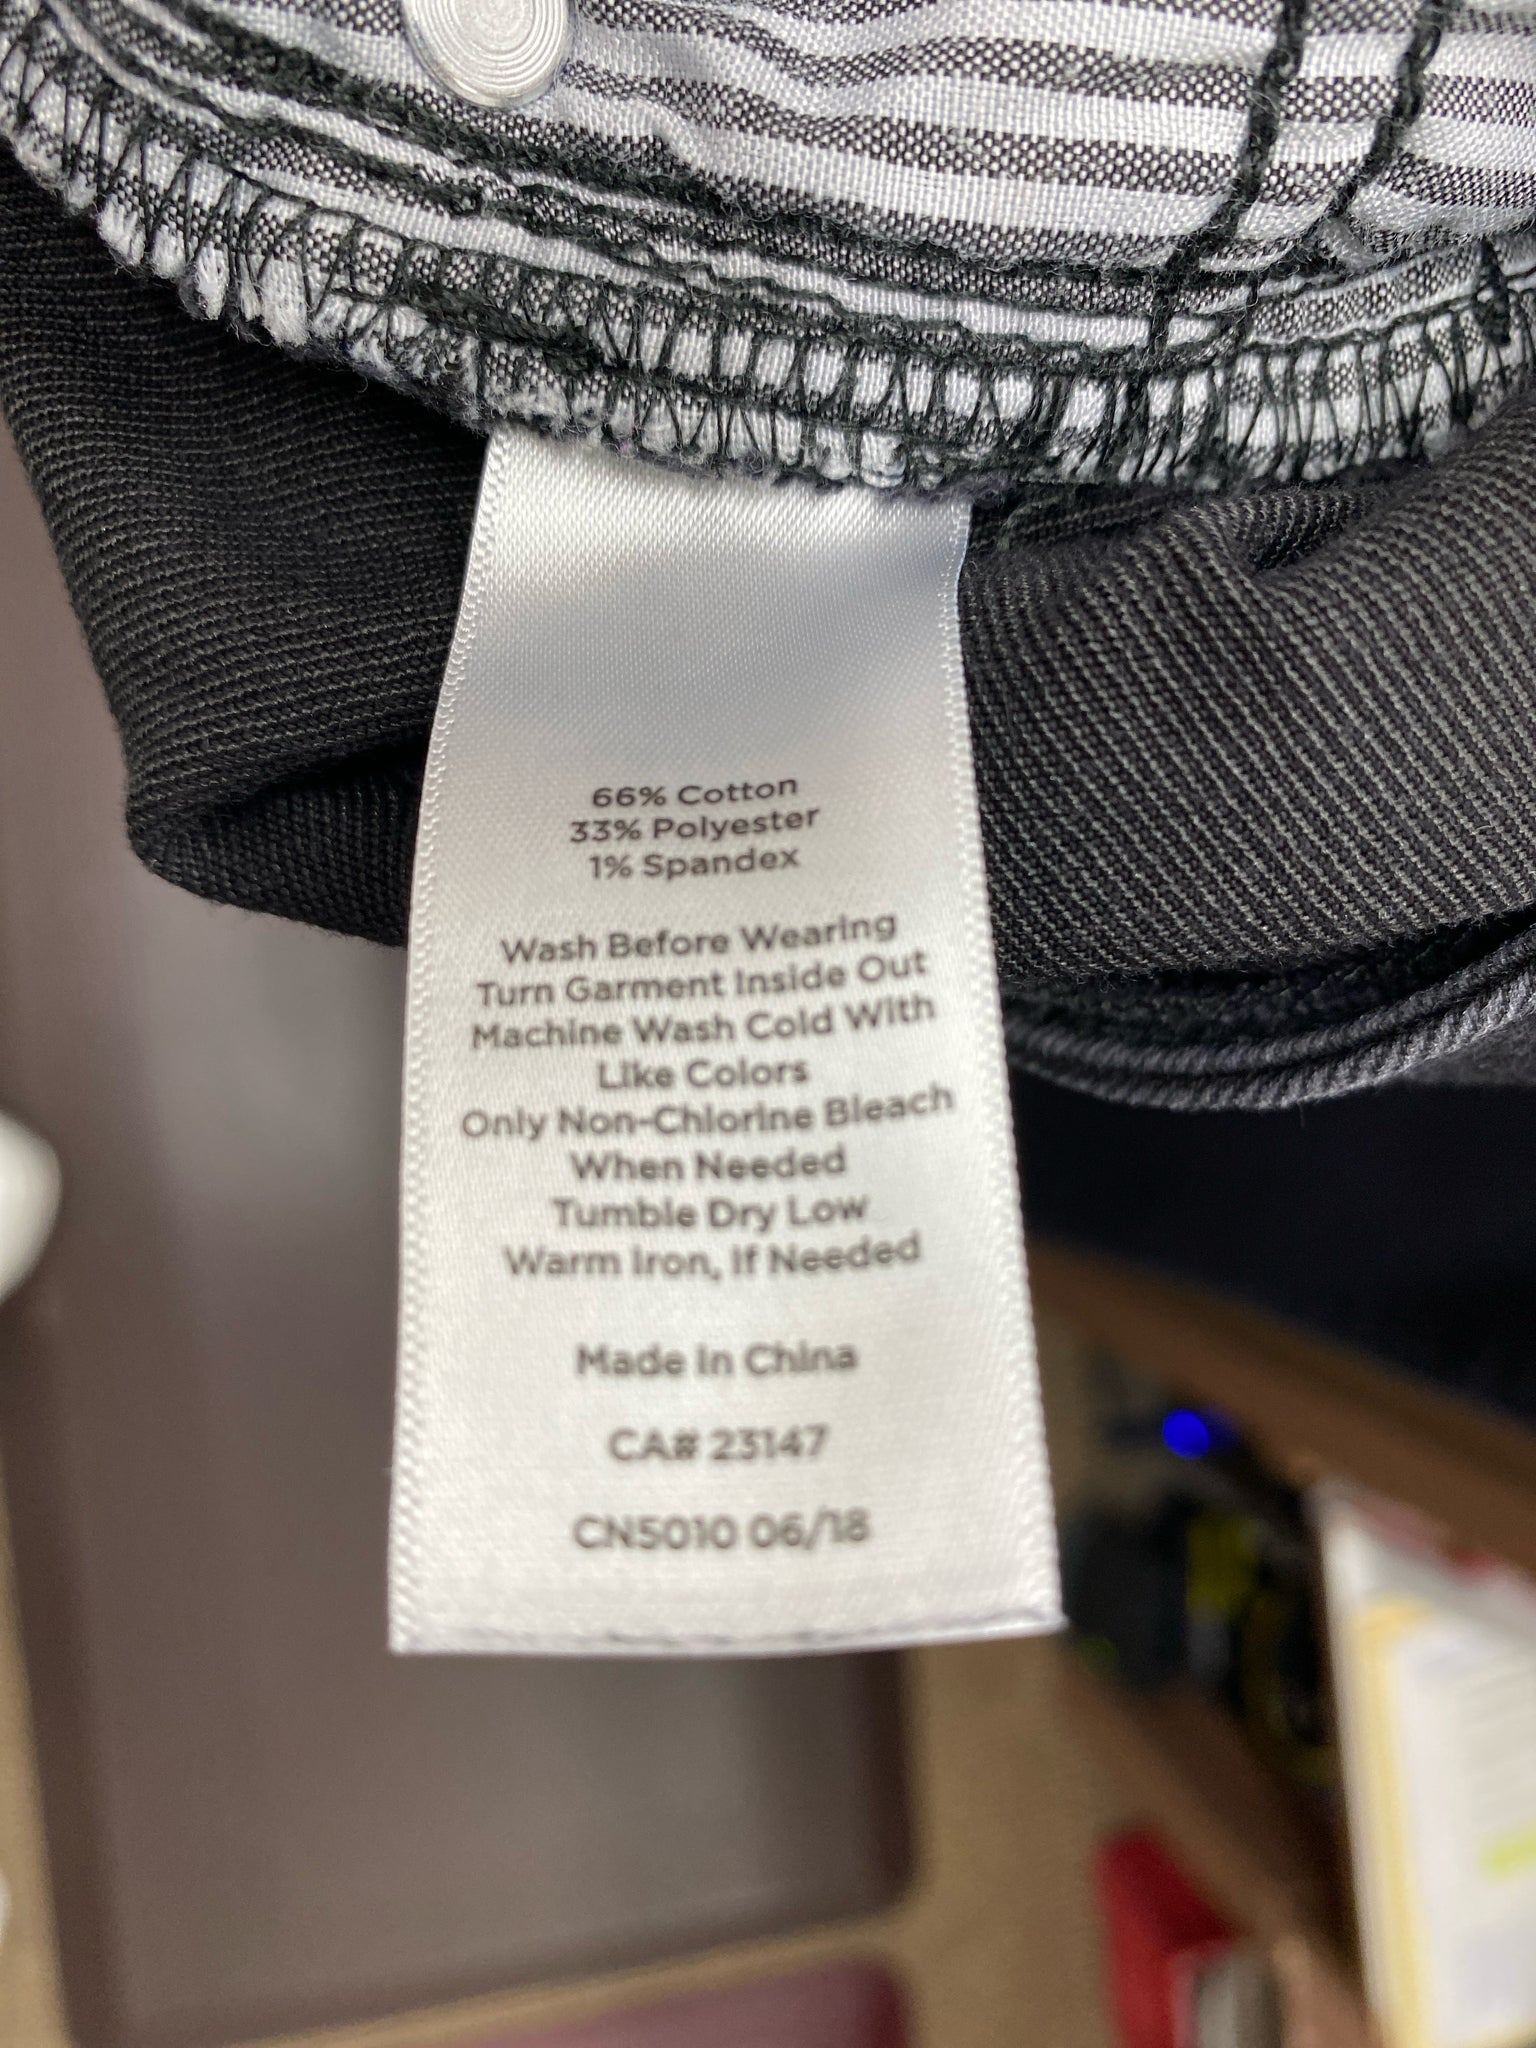 66% Cotton
33% Polyester
1% Spandex
Wash Before Wearing
Turn Garment Inside Out
Machine Wash Cold With
Like Colors
Only Non-Chlorine Bleach
When Needed
Tumble Dry Low
Warm Iron, If Needed
Made In China
CA# 23147
CN5010 06/18